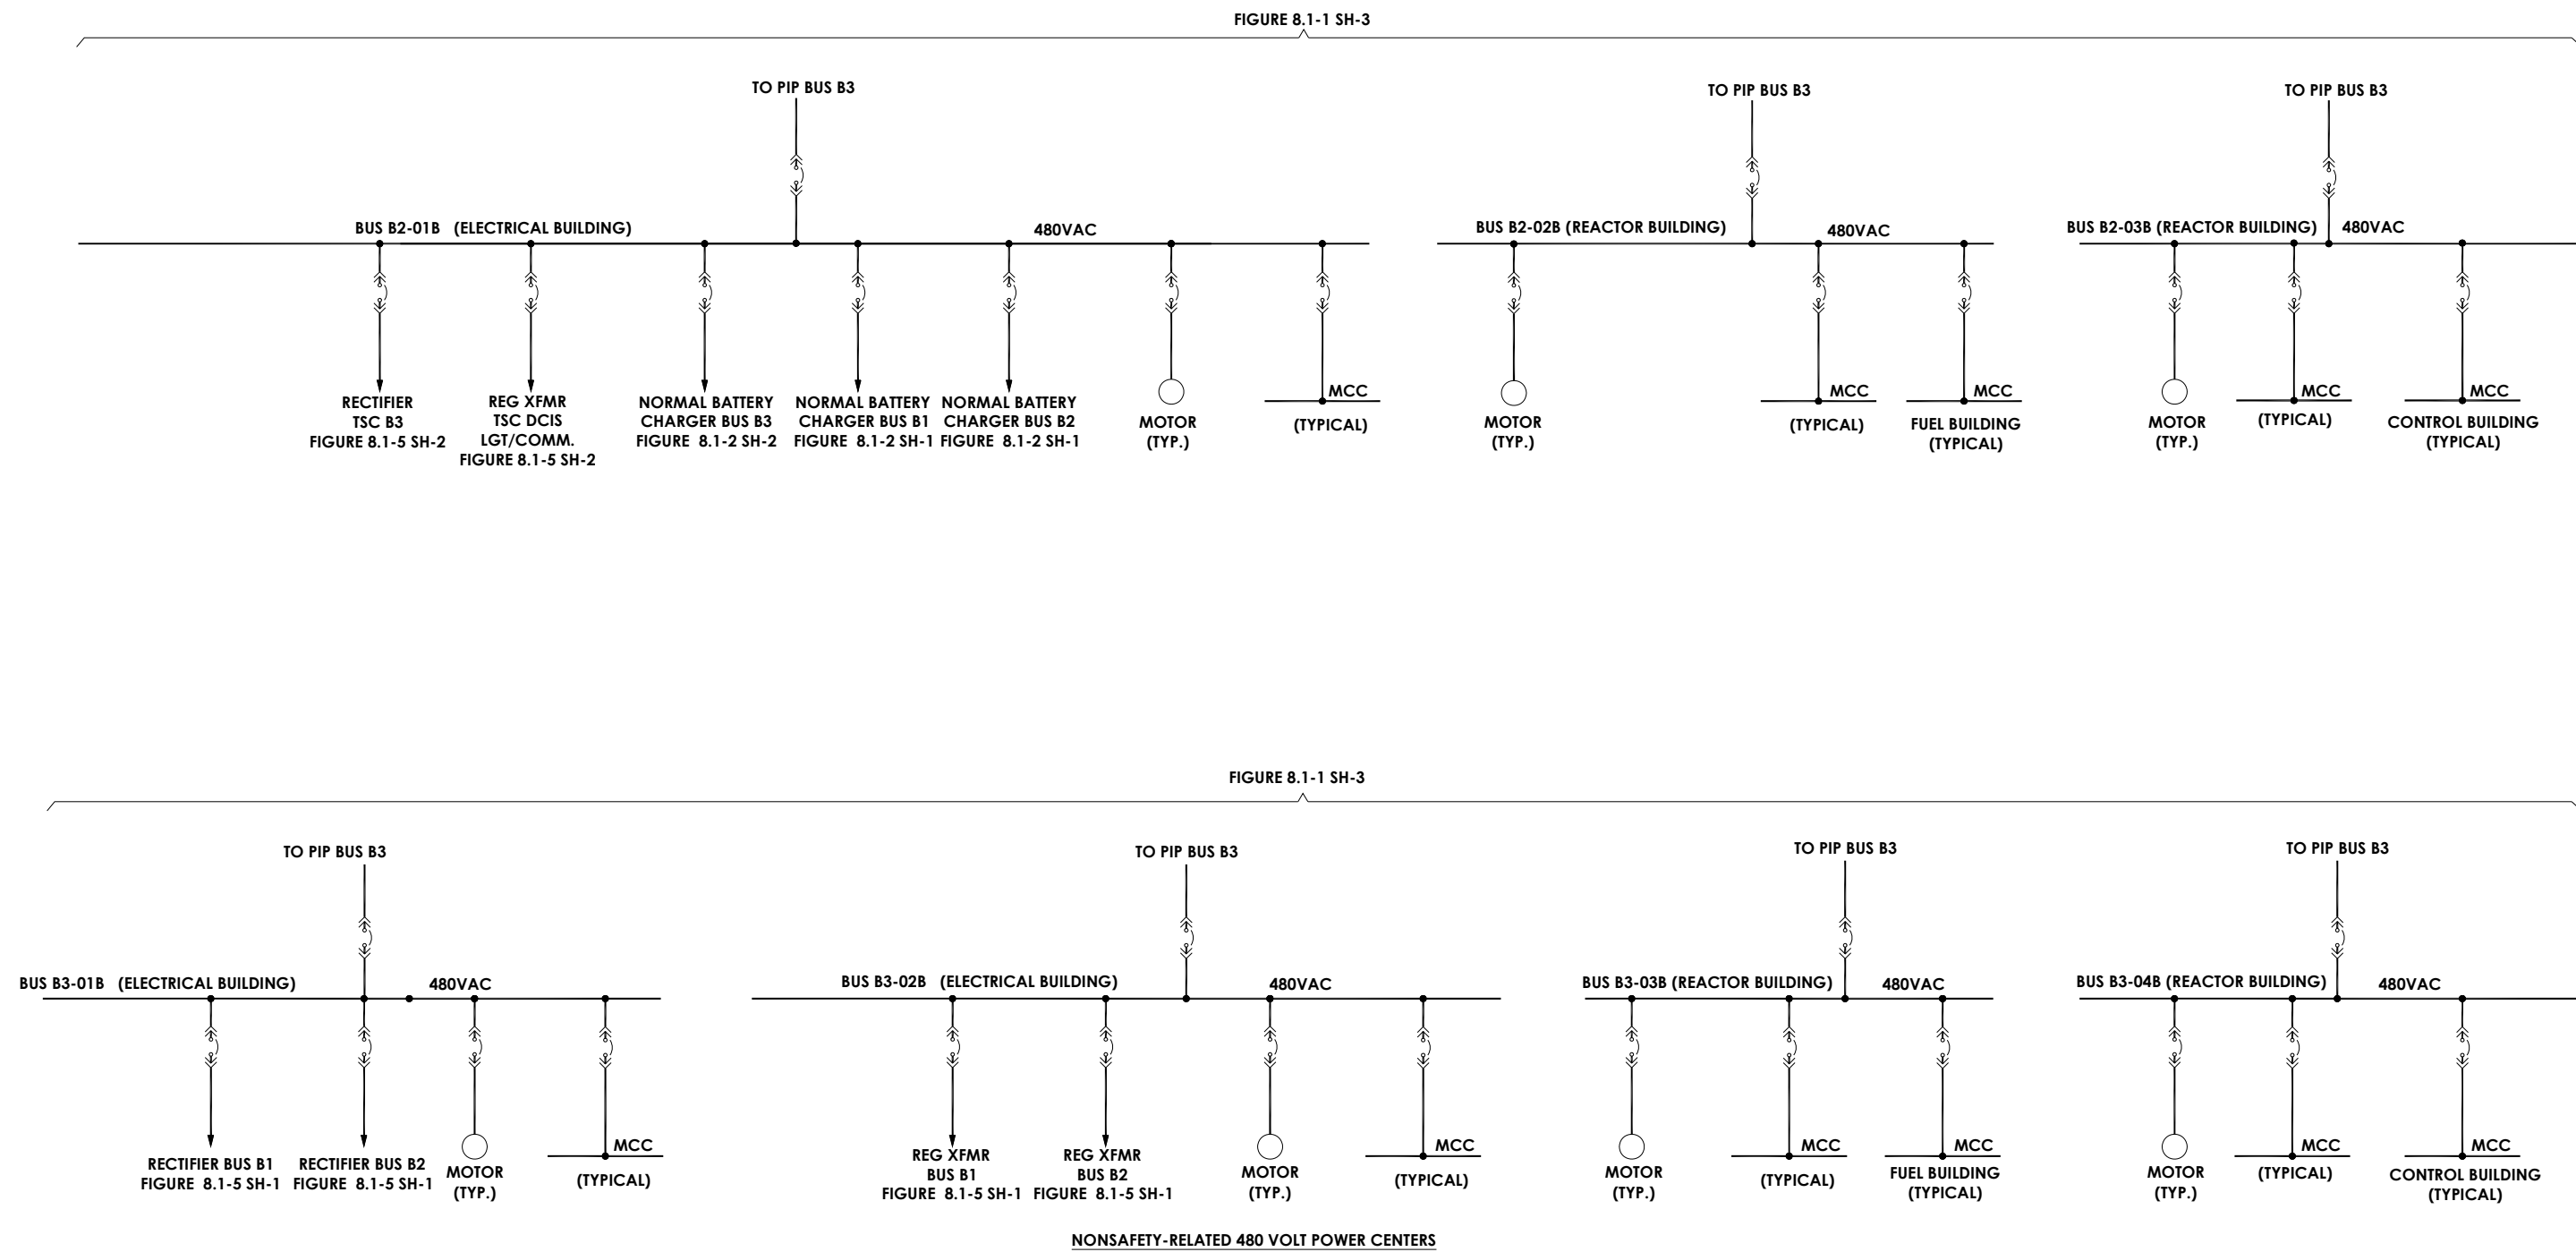 FIGURE 8.1-1 SH-3
TO PIP BUS B3
TO PIP BUS B3
TO PIP BUS B3
BUS B2-01B (ELECTRICAL BUILDING)
480VAC
BUS B2-02B (REACTOR BUILDING)
480VAC
BUS B2-03B (REACTOR BUILDING)
480VAC
RECTIFIER
TSC B3
FIGURE 8.1-5 SH-2
REG XFMR
TSC DCIS
LGT/COMM.
FIGURE 8.1-5 SH-2
NORMAL BATTERY
CHARGER BUS B3
FIGURE 8.1-2 SH-2
NORMAL BATTERY
CHARGER BUS B1
FIGURE 8.1-2 SH-1
NORMAL BATTERY
CHARGER BUS B2
FIGURE 8.1-2 SH-1
MOTOR
(TYP.)
MCC
(TYPICAL)
MOTOR
(TYP.)
MCC
(TYPICAL)
MCC
FUEL BUILDING
(TYPICAL)
MOTOR
(TYP.)
MCC
(TYPICAL)
MCC
CONTROL BUILDING
(TYPICAL)
FIGURE 8.1-1 SH-3
TO PIP BUS B3
TO PIP BUS B3
TO PIP BUS B3
TO PIP BUS B3
BUS B3-01B (ELECTRICAL BUILDING)
480VAC
BUS B3-02B (ELECTRICAL BUILDING)
480VAC
BUS B3-03B (REACTOR BUILDING)
480VAC
BUS B3-04B (REACTOR BUILDING)
480VAC
RECTIFIER BUS B1
FIGURE 8.1-5 SH-1
RECTIFIER BUS B2
FIGURE 8.1-5 SH-1
MOTOR
(TYP.)
MCC
(TYPICAL)
REG XFMR
BUS B1
FIGURE 8.1-5 SH-1
REG XFMR
BUS B2
FIGURE 8.1-5 SH-1
MOTOR
(TYP.)
MCC
(TYPICAL)
MOTOR
(TYP.)
MCC
(TYPICAL)
MCC
FUEL BUILDING
(TYPICAL)
MOTOR
(TYP.)
MCC
(TYPICAL)
MCC
CONTROL BUILDING
(TYPICAL)
NONSAFETY-RELATED 480 VOLT POWER CENTERS